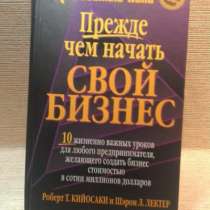 Прежде
чем начать
СВОЙ
БИЗНЕС
10 жизненно важных уроков
для любого предпринимателя,
желающего создать бизнес
стоимостью
в сотни миллионов долларов
Роберт Т. КИЙОСАКИ и Шэрон Л. ЛЕКТЕР